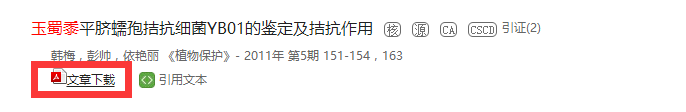 玉蜀黍平脐蠕孢拮抗细菌YB01的鉴定及拮抗作用 核 源 CA CSCD 引证(2)
韩梅，彭帅，依艳丽 《植物保护》- 2011年 第5期 151-154，163
文章下载 <> 引用文本